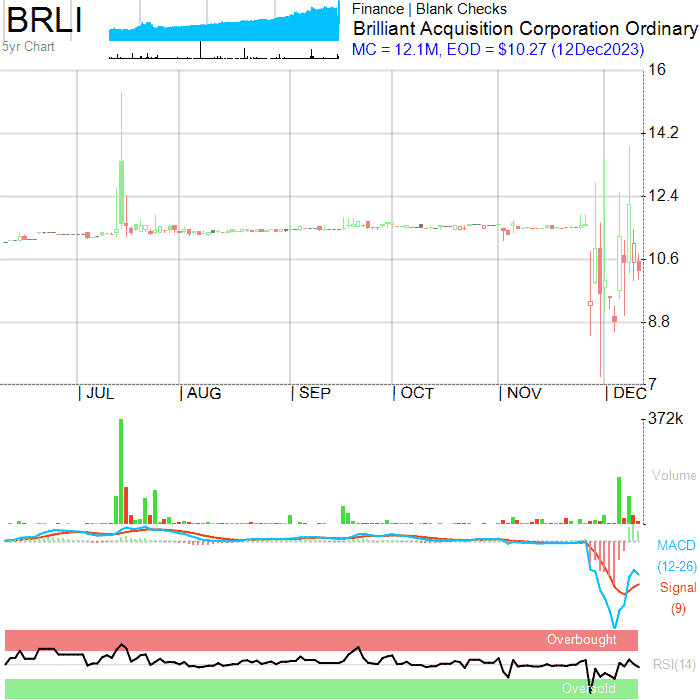 BRLI
5yr Chart
Finance | Blank Checks
Brilliant Acquisition Corporation Ordinary
MC = 12.1M, EOD = $10.27 (12Dec2023)
16
14.2
12.4
10.6
8.8
7
| JUL | AUG | SEP | OCT | NOV | DEC
372k
Volume
MACD
(12-26)
Signal
(9)
Overbought
RSI(14)
Oversold